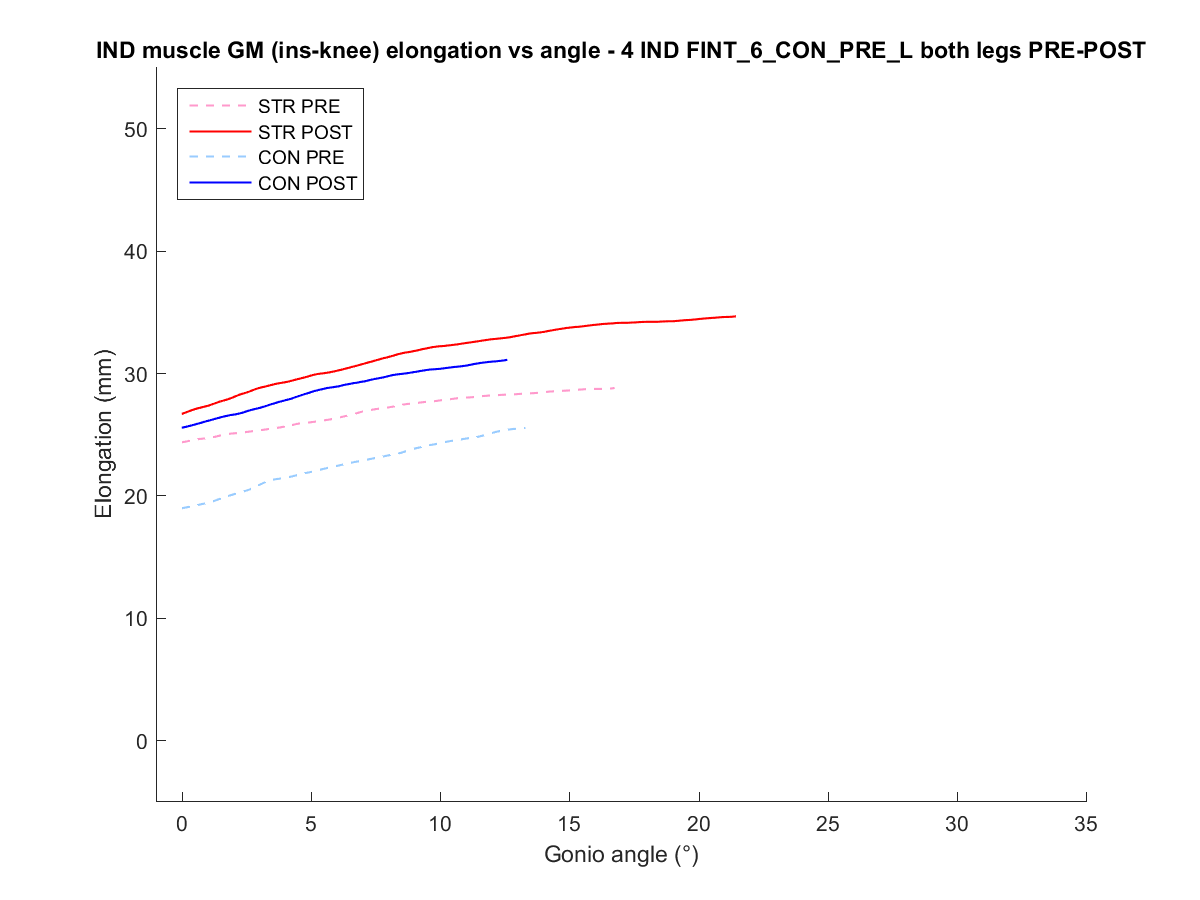 IND muscle GM (ins-knee) elongation vs angle - 4 IND FINT_6_CON_PRE_L both legs PRE-POST
STR PRE
STR POST
CON PRE
CON POST
50
40
30
20
10
0
Elongation (mm)
0 5 10 15 20 25 30 35
Gonio angle (°)